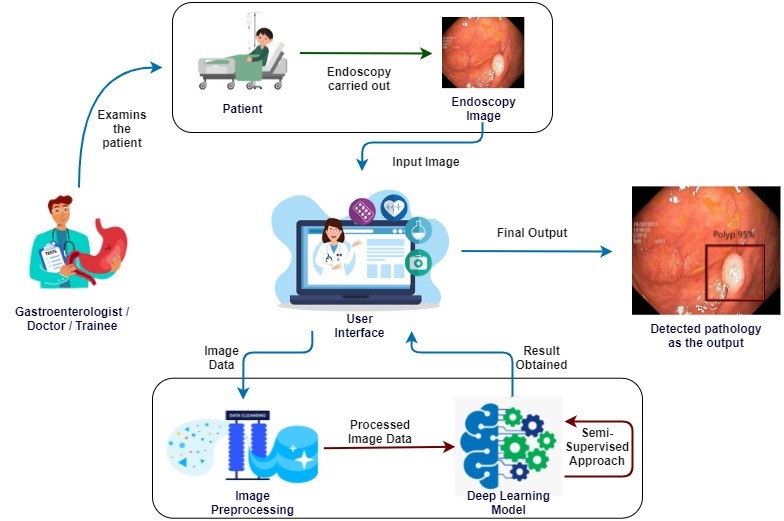 Patient
Endoscopy
carried out
Endoscopy
Image
Examins
the
patient
Input Image
TESTS
Gastroenterologist /
Doctor / Trainee
User
Interface
Final Output
Polyp 95%
Detected pathology
as the output
Image
Data
Result
Obtained
DATA CLEANSING
Image
Preprocessing
Processed
Image Data
Deep Learning
Model
Semi-
Supervised
Approach